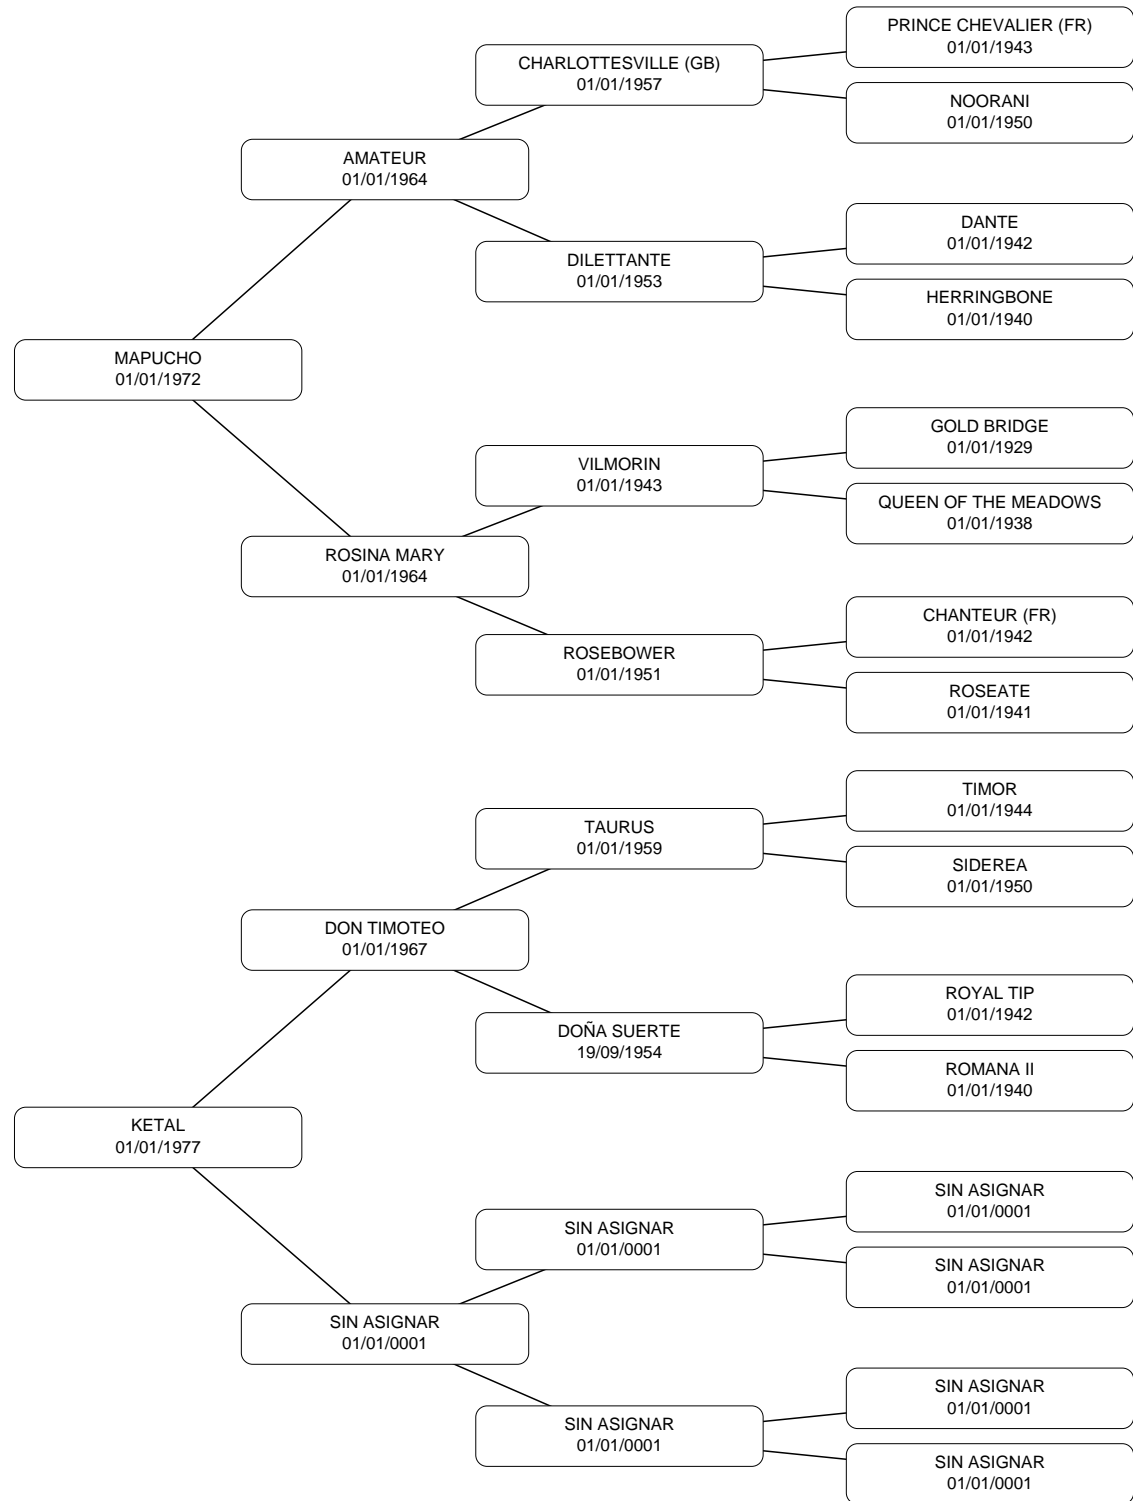 PRINCE CHEVALIER (FR)
01/01/1943
CHARLOTTESVILLE (GB)
01/01/1957
NOORANI
01/01/1950
AMATEUR
01/01/1964
DANTE
01/01/1942
DILETTANTE
01/01/1953
HERRINGBONE
01/01/1940
MAPUCHO
01/01/1972
GOLD BRIDGE
01/01/1929
VILMORIN
01/01/1943
QUEEN OF THE MEADOWS
01/01/1938
ROSINA MARY
01/01/1964
CHANTEUR (FR)
01/01/1942
ROSEBOWER
01/01/1951
ROSEATE
01/01/1941
TIMOR
01/01/1944
TAURUS
01/01/1959
SIDEREA
01/01/1950
DON TIMOTEO
01/01/1967
ROYAL TIP
01/01/1942
DOÑA SUERTE
19/09/1954
ROMANA II
01/01/1940
KETAL
01/01/1977
SIN ASIGNAR
01/01/0001
SIN ASIGNAR
01/01/0001
SIN ASIGNAR
01/01/0001
SIN ASIGNAR
01/01/0001
SIN ASIGNAR
01/01/0001
SIN ASIGNAR
01/01/0001
SIN ASIGNAR
01/01/0001